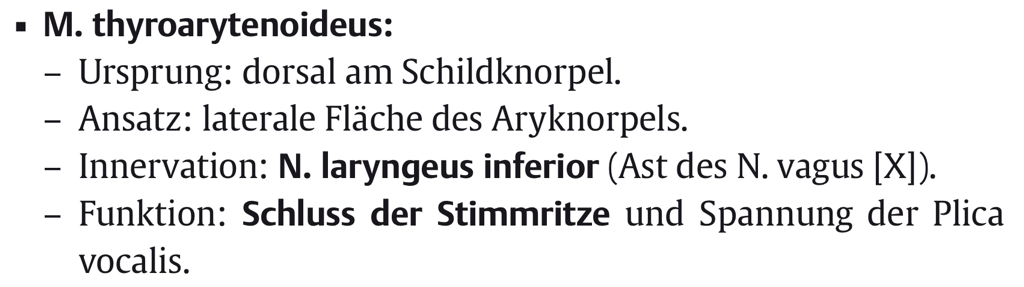 ▪ M. thyroarytenoideus:
– Ursprung: dorsal am Schildknorpel.
– Ansatz: laterale Fläche des Aryknorpels.
– Innervation: N. laryngeus inferior (Ast des N. vagus [X]).
– Funktion: Schluss der Stimmritze und Spannung der Plica
vocalis.